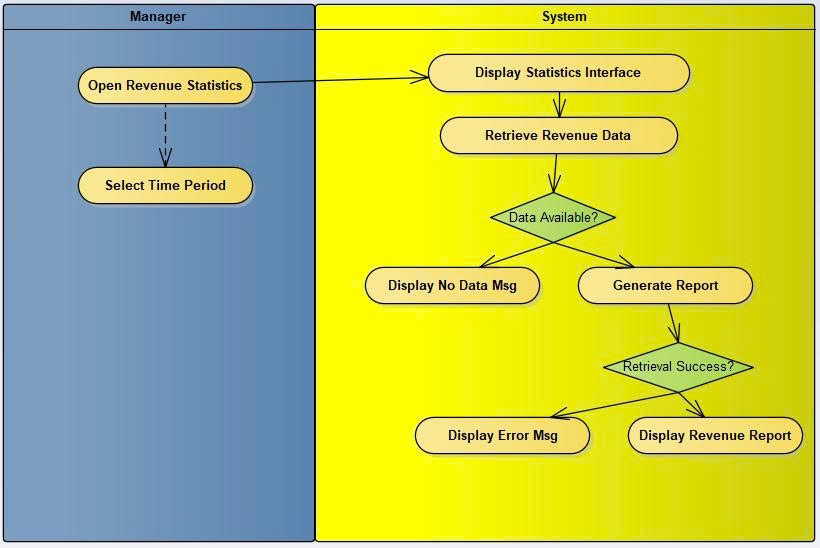 Manager
System
Open Revenue Statistics
Display Statistics Interface
Retrieve Revenue Data
Select Time Period
Data Available?
Display No Data Msg
Generate Report
Retrieval Success?
Display Error Msg
Display Revenue Report